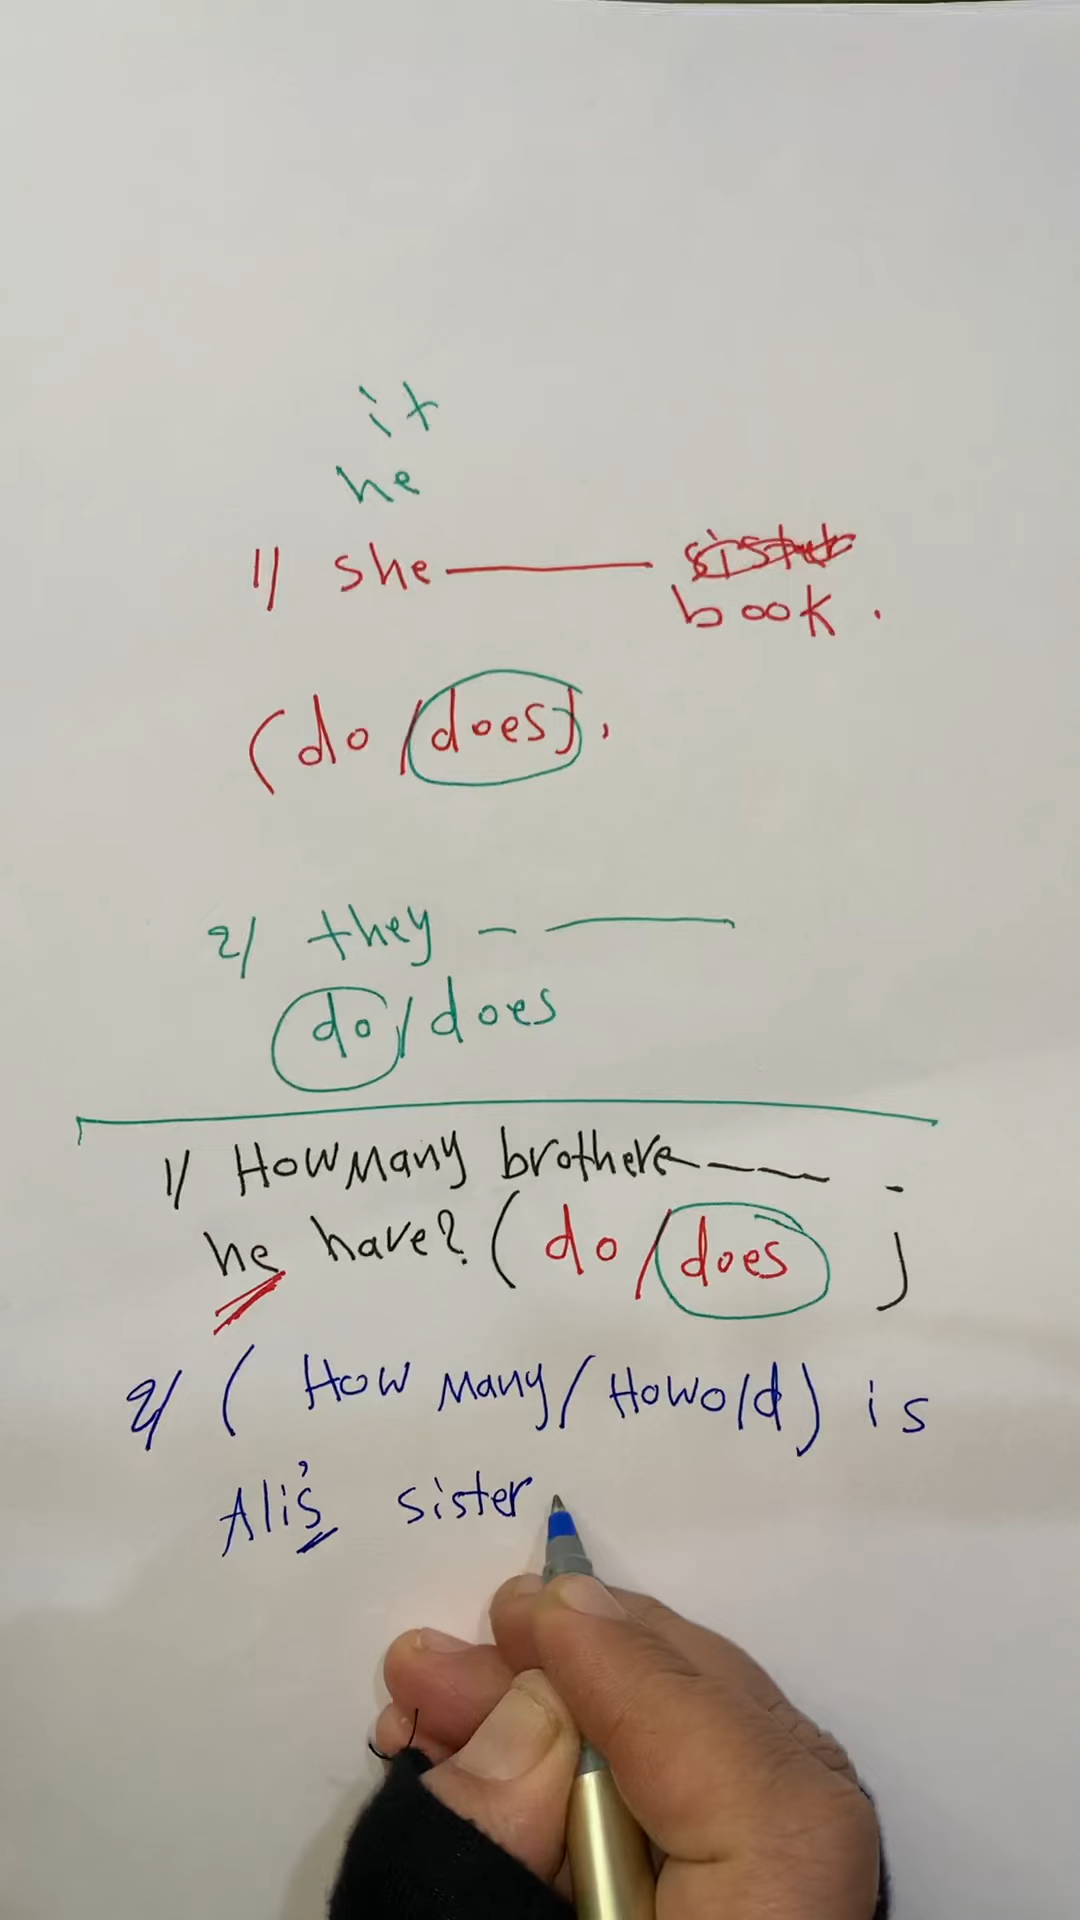 it
he
1/ she ———
book.
(do/does).
2/ they - ———
do/does
1/ How many brothers ----- .
he have? (do/does)
2/ (How many/How old) is
Ali's sister